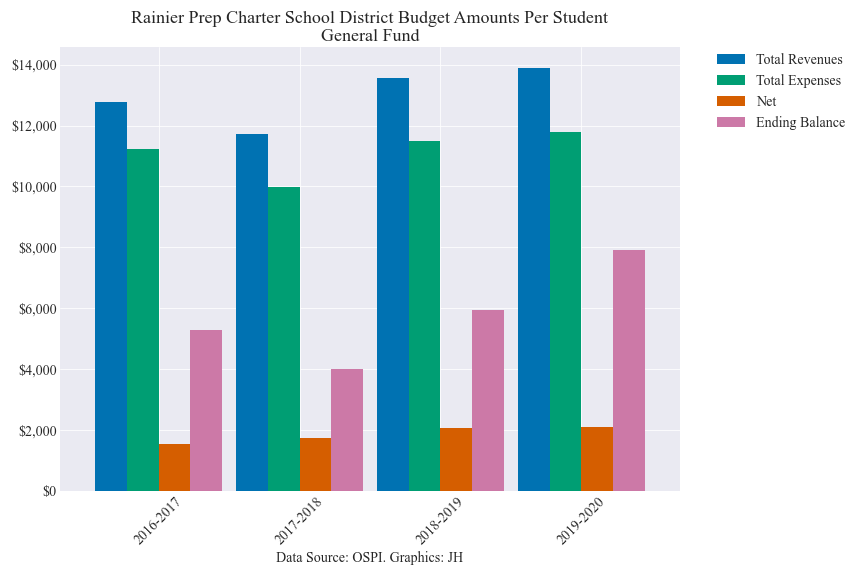 Rainier Prep Charter School District Budget Amounts Per Student
General Fund
$14,000
$12,000
$10,000
$8,000
$6,000
$4,000
$2,000
$0
2016-2017
2017-2018
2018-2019
2019-2020
Data Source: OSPI. Graphics: JH
Total Revenues
Total Expenses
Net
Ending Balance